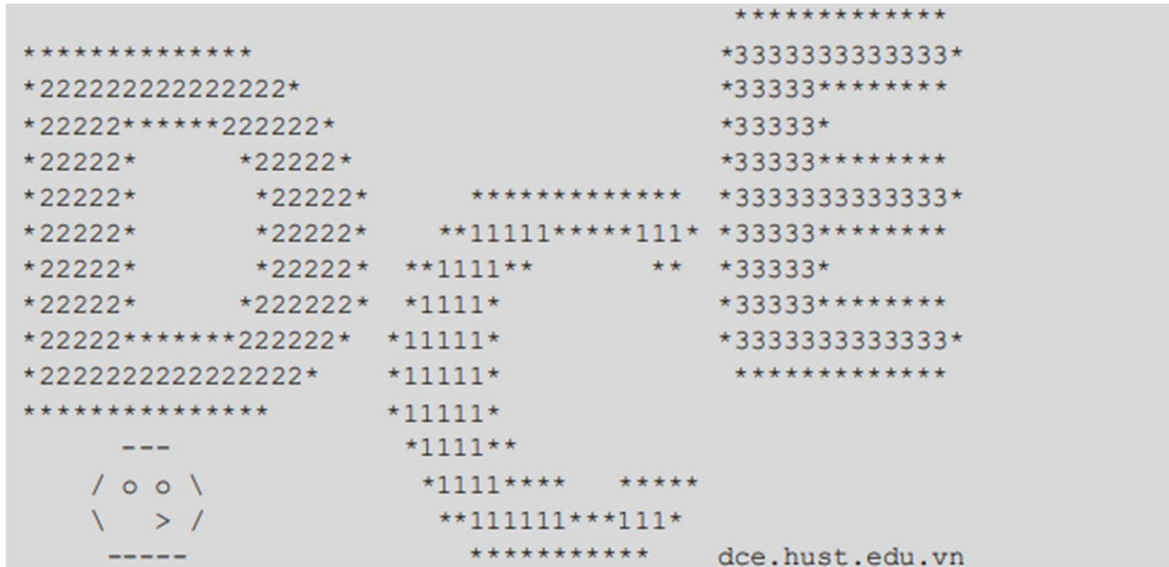 *************
**************                            *3333333333333*
*222222222222222*                         *33333********
*22222******222222*                       *33333*
*22222*      *22222*                      *33333********
*22222*       *22222*      *************  *3333333333333*
*22222*       *22222*    **11111*****111* *33333********
*22222*       *22222*  **1111**       **  *33333*
*22222*      *222222*  *1111*             *33333********
*22222*******222222*  *11111*             *3333333333333*
*2222222222222222*    *11111*              *************
***************       *11111*
      ---              *1111**
    / o o \             *1111****   *****
    \   > /              **111111***111*
     -----                 ***********    dce.hust.edu.vn